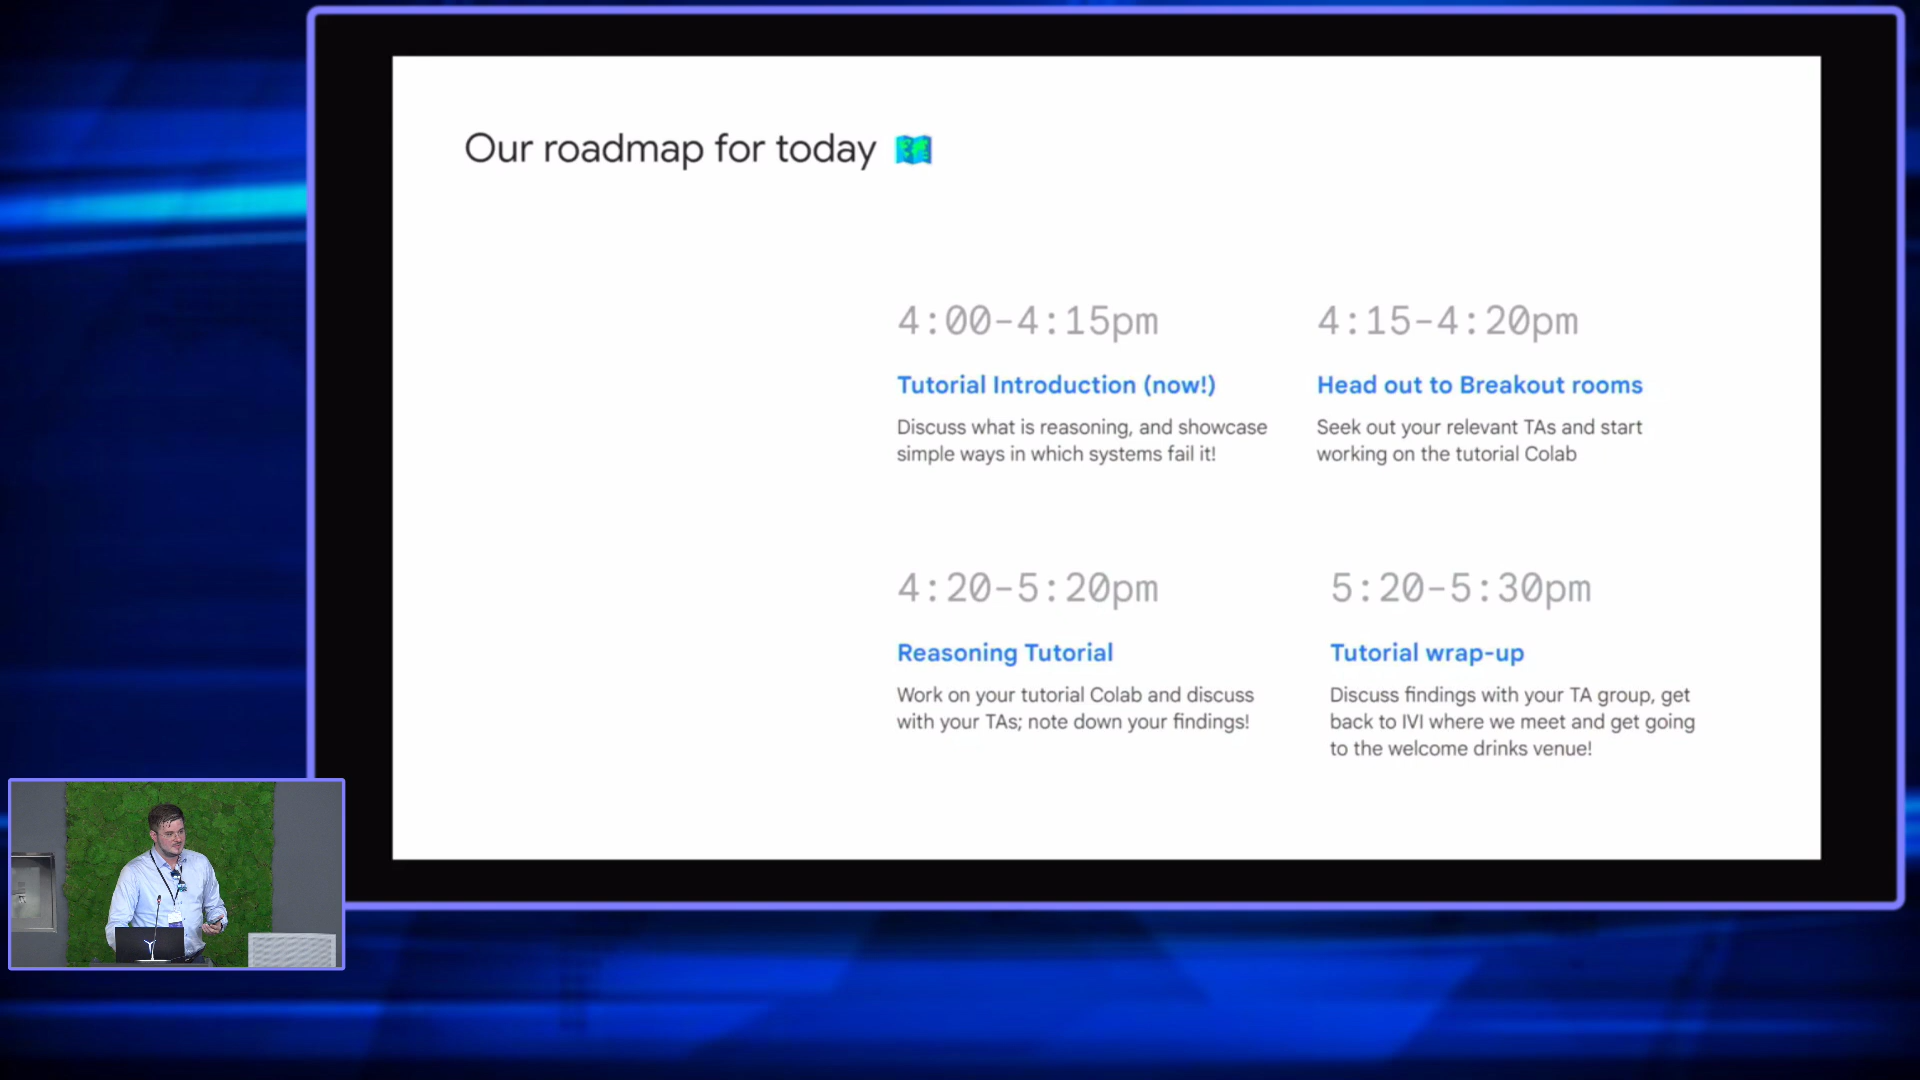 Our roadmap for today
4:00-4:15pm
Tutorial Introduction (now!)
Discuss what is reasoning, and showcase
simple ways in which systems fail it!
4:15-4:20pm
Head out to Breakout rooms
Seek out your relevant TAs and start
working on the tutorial Colab
4:20-5:20pm
Reasoning Tutorial
Work on your tutorial Colab and discuss
with your TAs; note down your findings!
5:20-5:30pm
Tutorial wrap-up
Discuss findings with your TA group, get
back to IVI where we meet and get going
to the welcome drinks venue!